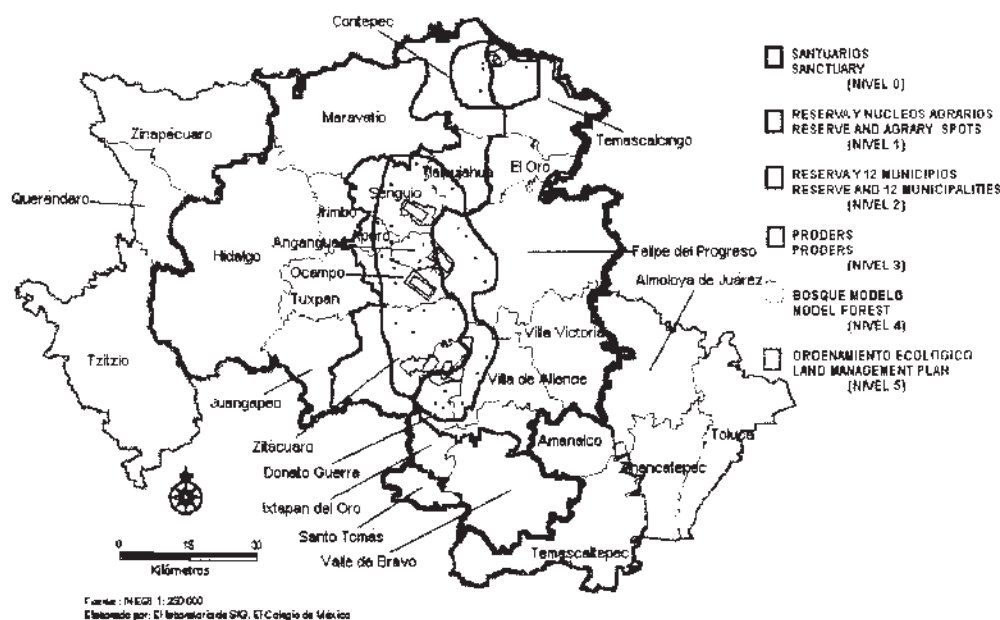 Contepec
Maravatio
Zinapécuaro
Temascalcingo
Tlalpujahua
El Oro
Senguio
Queréndaro
Irimbo
Aporo
Angangueo
Hidalgo
Felipe del Progreso
Ocampo
Almoloya de Juárez
Tuxpan
Villa Victoria
Tzitzio
Villa de Allende
Juangapeo
Zitácuaro
Amanalco
Toluca
Donato Guerra
Zinancatepec
Ixtapan del Oro
Santo Tomas
Valle de Bravo
Temascaltepec
0 15 30
Kilómetros
Fuente: INEGI 1: 250 000
Elaborado por: El laboratorio de SIG. El Colegio de México
SANTUARIOS
SANCTUARY
(NIVEL 0)
RESERVA Y NUCLEOS AGRARIOS
RESERVE AND AGRARY SPOTS
(NIVEL 1)
RESERVA Y 12 MUNICIPIOS
RESERVE AND 12 MUNICIPALITIES
(NIVEL 2)
PRODERS
PRODERS
(NIVEL 3)
BOSQUE MODELO
MODEL FOREST
(NIVEL 4)
ORDENAMIENTO ECOLOGICO
LAND MANAGEMENT PLAN
(NIVEL 5)